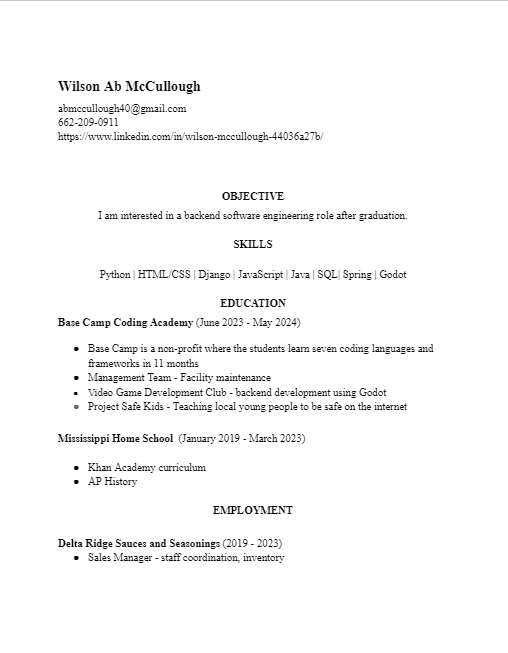 Wilson Ab McCullough
abmccullough40@gmail.com
662-209-0911
https://www.linkedin.com/in/wilson-mccullough-44036a27b/
OBJECTIVE
I am interested in a backend software engineering role after graduation.
SKILLS
Python | HTML/CSS | Django | JavaScript | Java | SQL| Spring | Godot
EDUCATION
Base Camp Coding Academy (June 2023 - May 2024)
● Base Camp is a non-profit where the students learn seven coding languages and
frameworks in 11 months
● Management Team - Facility maintenance
● Video Game Development Club - backend development using Godot
● Project Safe Kids - Teaching local young people to be safe on the internet
Mississippi Home School (January 2019 - March 2023)
● Khan Academy curriculum
● AP History
EMPLOYMENT
Delta Ridge Sauces and Seasonings (2019 - 2023)
● Sales Manager - staff coordination, inventory